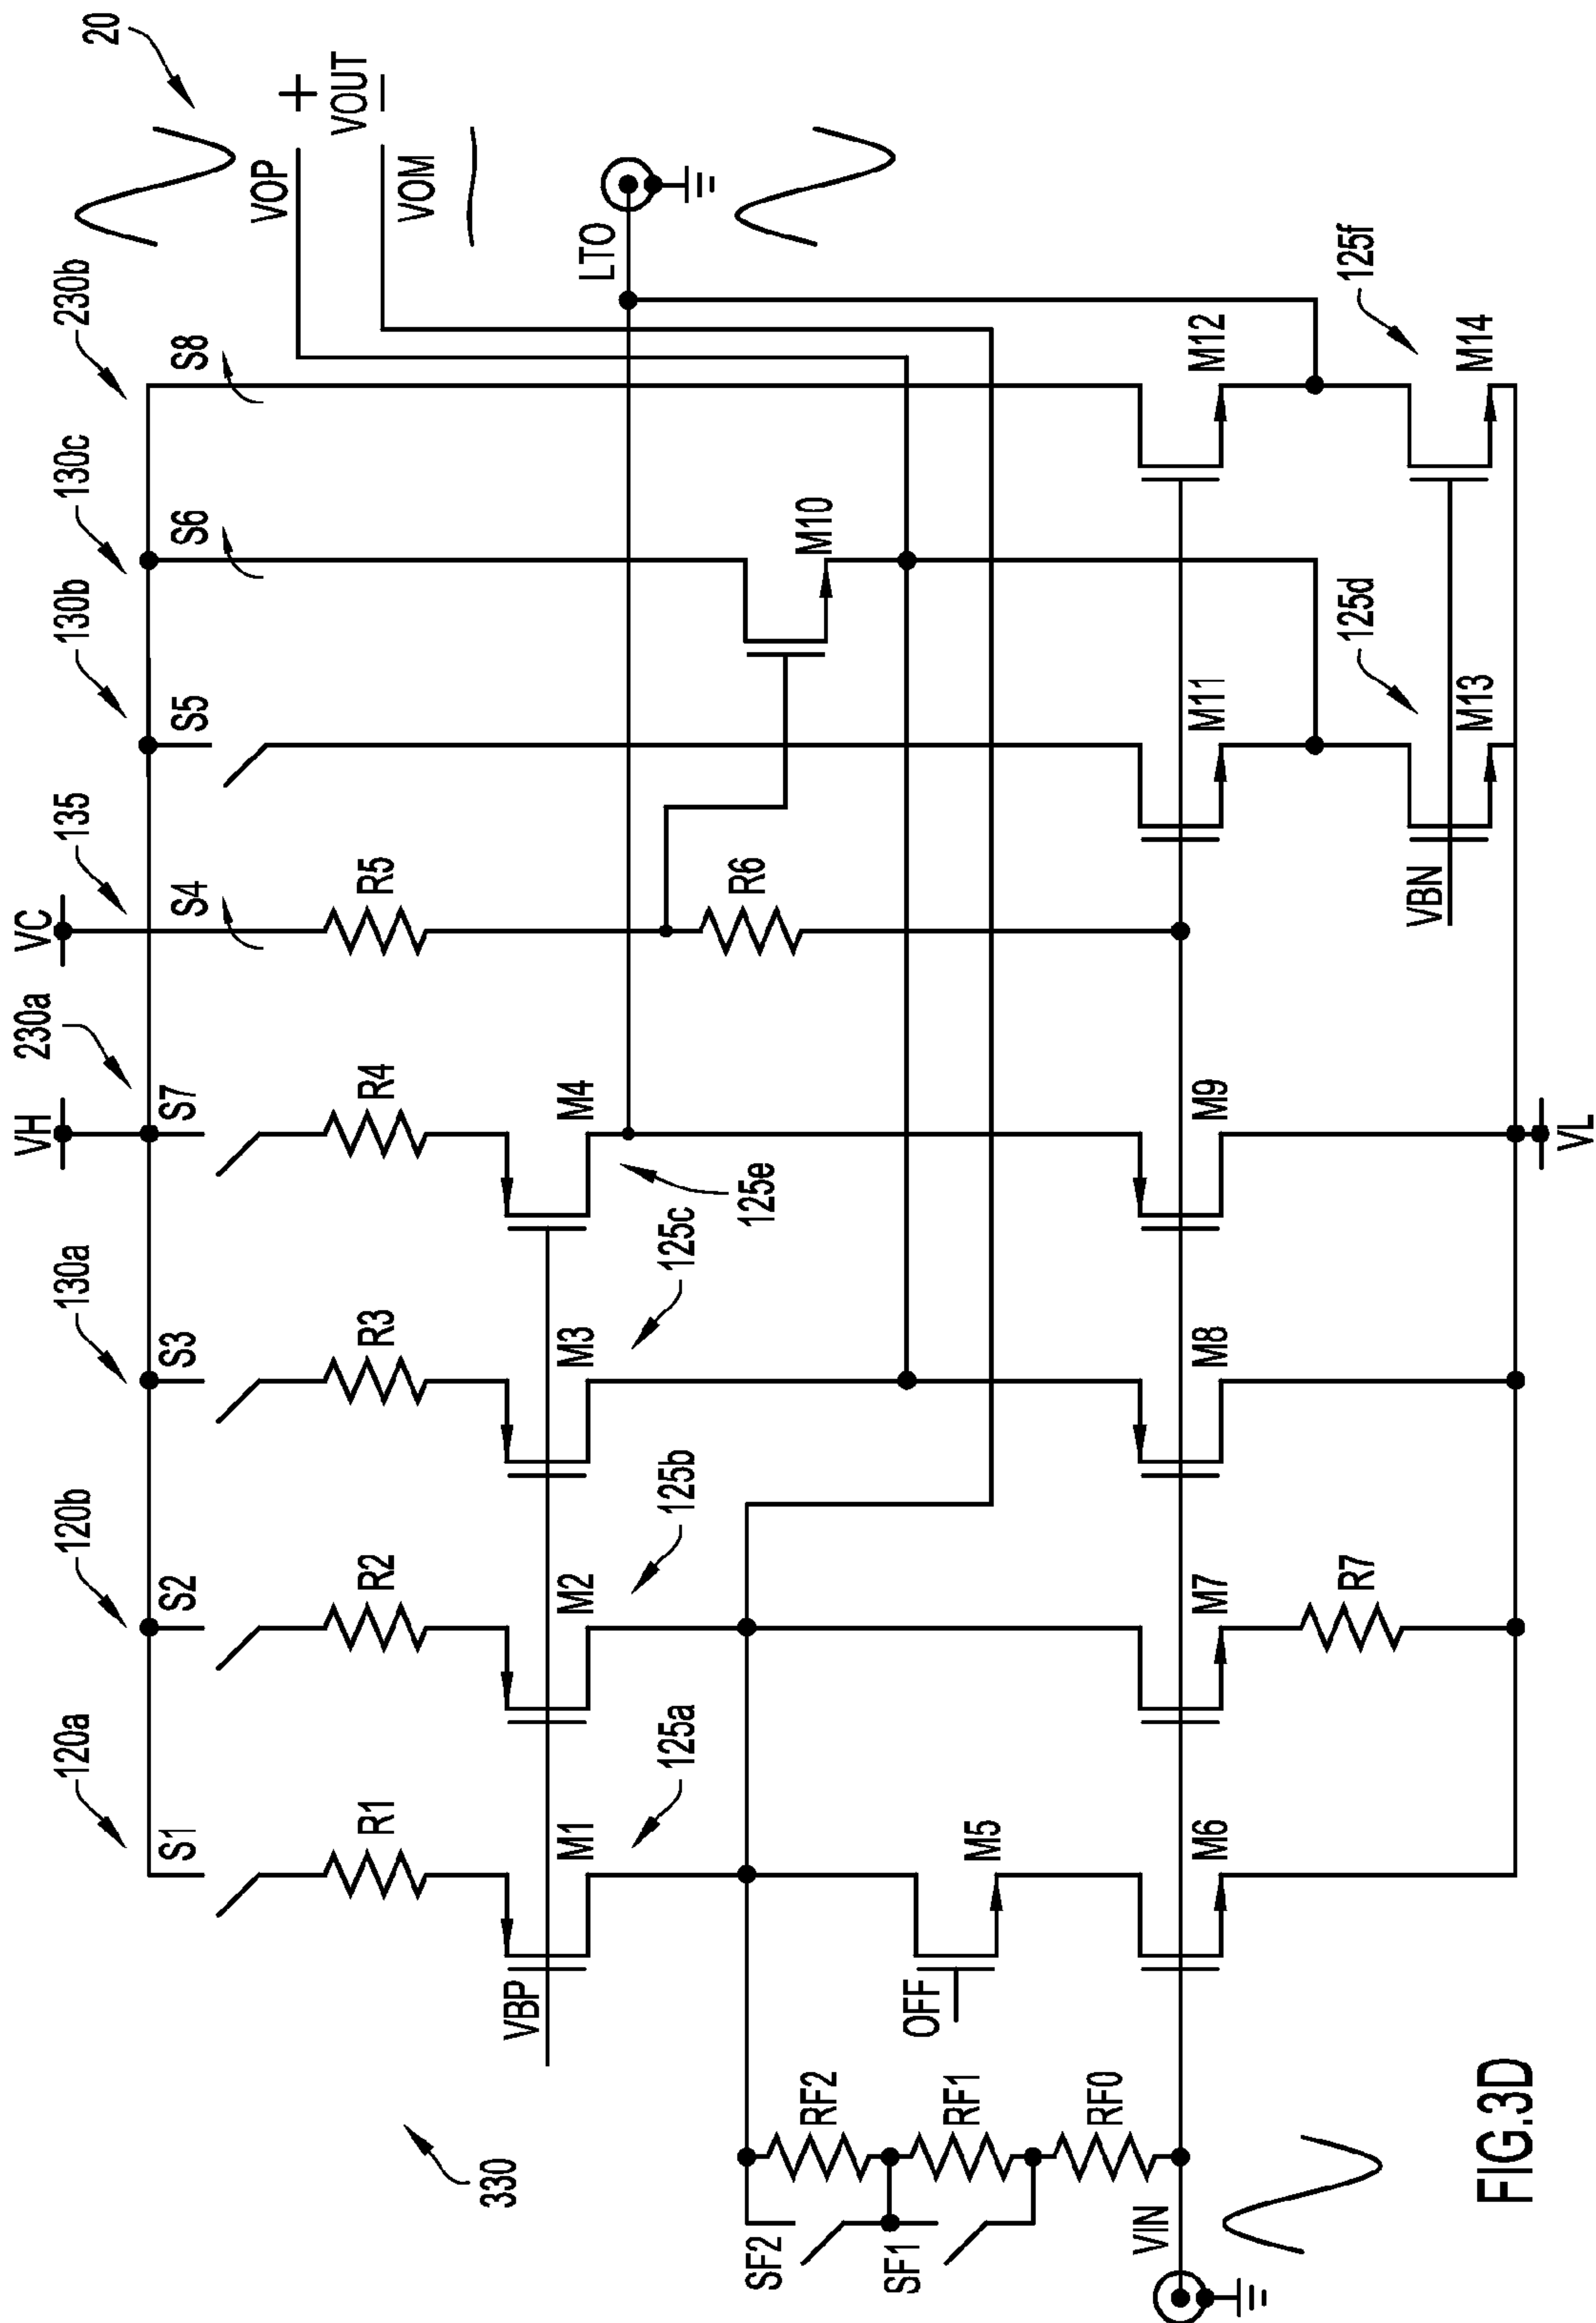 20
230b
130c
130b
135
230a
130a
120b
120a
VC
VH
S8
S6
S5
S4
S7
S3
S2
S1
VOP
+
VOUT
VOM
−
LTO
R5
R4
R3
R2
R1
R6
M10
M4
M3
M2
M1
VBP
125e
125c
125b
125a
330
M5
OFF
RF2
RF1
RF0
SF2
SF1
VIN
M12
M11
M9
M8
M7
M6
125f
125d
R7
M14
M13
VBN
VL
FIG.3D